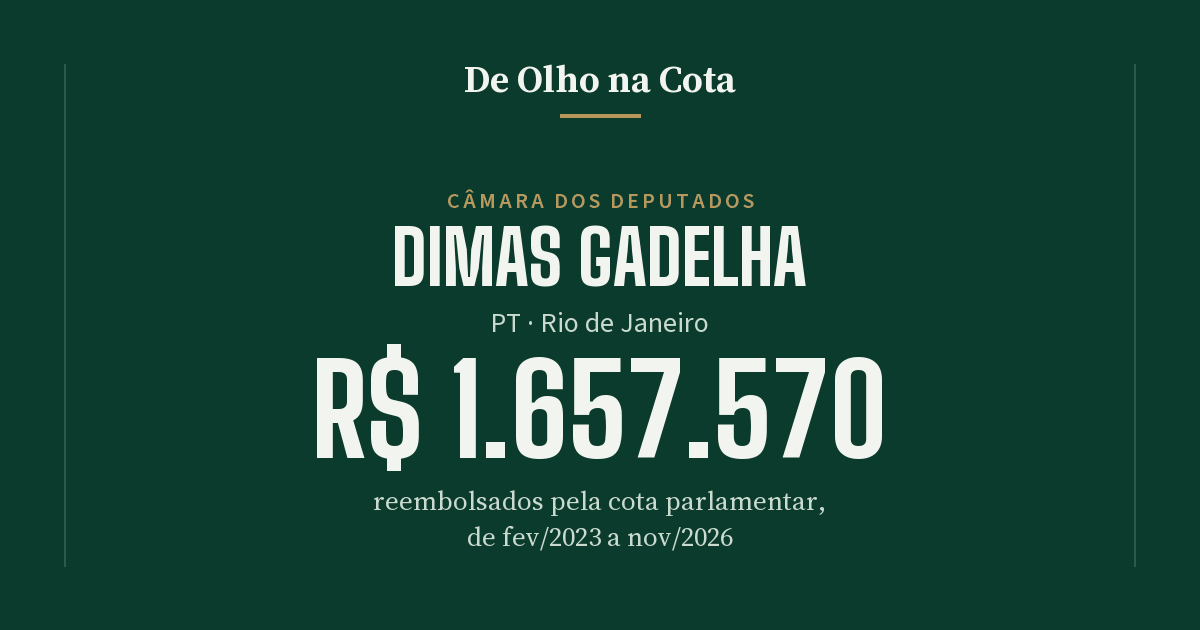 De Olho na Cota
CÂMARA DOS DEPUTADOS
DIMAS GADELHA
PT · Rio de Janeiro
R$ 1.657.570
reembolsados pela cota parlamentar,
de fev/2023 a nov/2026